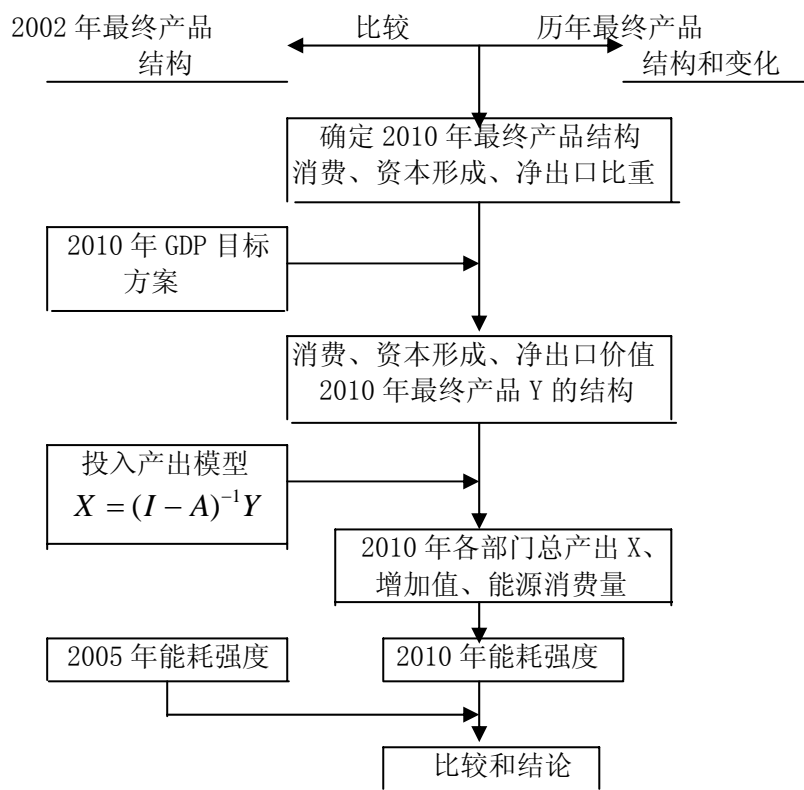 2002 年最终产品
结构
比较
历年最终产品
结构和变化
确定 2010 年最终产品结构
消费、资本形成、净出口比重
2010 年 GDP 目标
方案
消费、资本形成、净出口价值
2010 年最终产品 Y 的结构
投入产出模型
X = (I − A)⁻¹Y
2010 年各部门总产出 X、
增加值、能源消费量
2005 年能耗强度
2010 年能耗强度
比较和结论